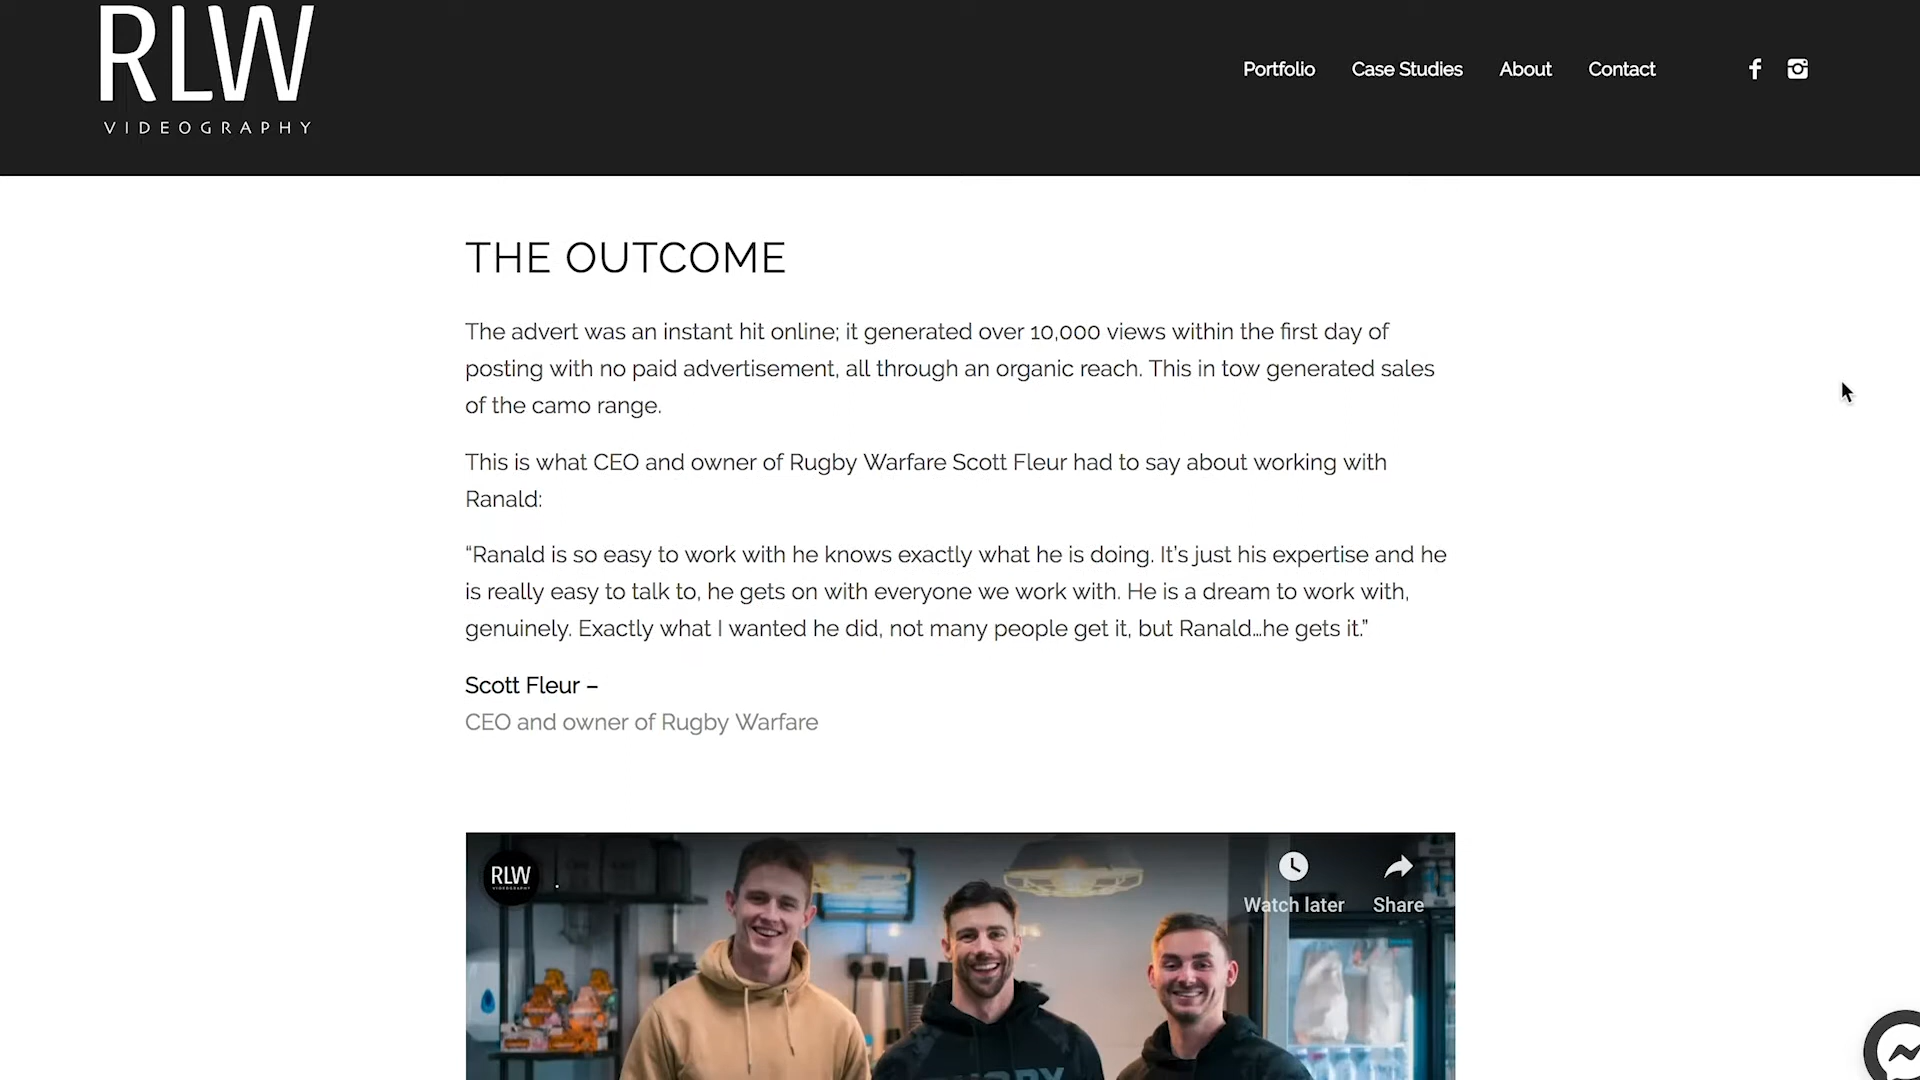 RLW
VIDEOGRAPHY
Portfolio Case Studies About Contact
THE OUTCOME
The advert was an instant hit online; it generated over 10,000 views within the first day of
posting with no paid advertisement, all through an organic reach. This in tow generated sales
of the camo range.
This is what CEO and owner of Rugby Warfare Scott Fleur had to say about working with
Ranald:
“Ranald is so easy to work with he knows exactly what he is doing. It’s just his expertise and he
is really easy to talk to, he gets on with everyone we work with. He is a dream to work with,
genuinely. Exactly what I wanted he did, not many people get it, but Ranald…he gets it.”
Scott Fleur –
CEO and owner of Rugby Warfare
RLW
VIDEOGRAPHY
.
Watch later Share